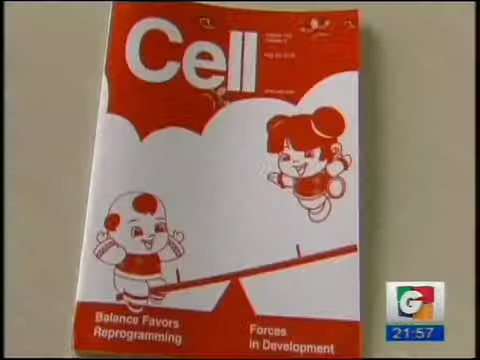 Cell
Balance Favors
Reprogramming
Forces
in Development
G
21:57